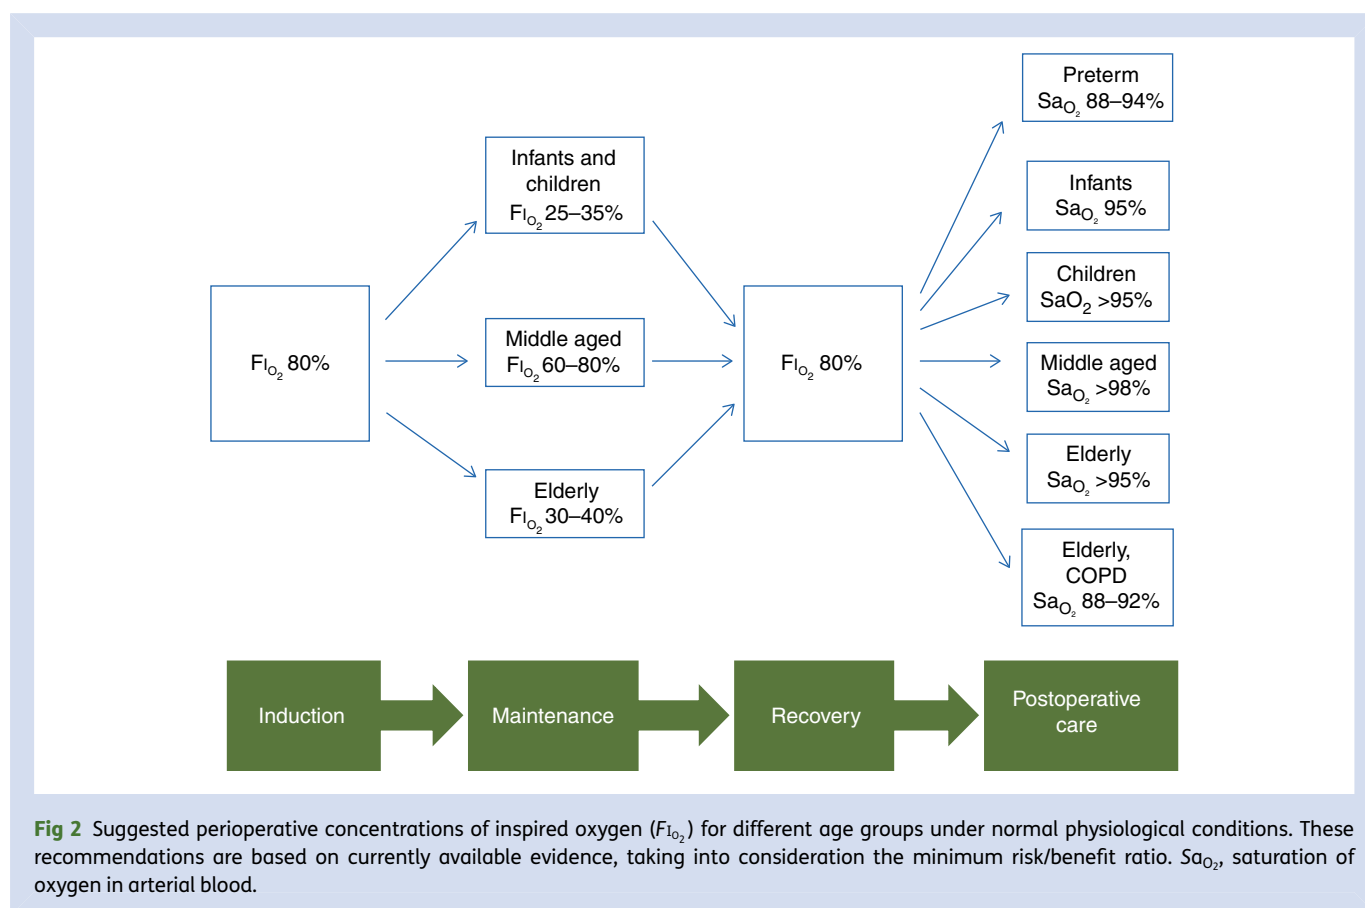 FIO2 80%
Infants and
children
FIO2 25–35%
Middle aged
FIO2 60–80%
Elderly
FIO2 30–40%
FIO2 80%
Preterm
SaO2 88–94%
Infants
SaO2 95%
Children
SaO2 >95%
Middle aged
SaO2 >98%
Elderly
SaO2 >95%
Elderly,
COPD
SaO2 88–92%
Induction
Maintenance
Recovery
Postoperative
care
Fig 2 Suggested perioperative concentrations of inspired oxygen (FIO2) for different age groups under normal physiological conditions. These
recommendations are based on currently available evidence, taking into consideration the minimum risk/benefit ratio. SaO2, saturation of
oxygen in arterial blood.